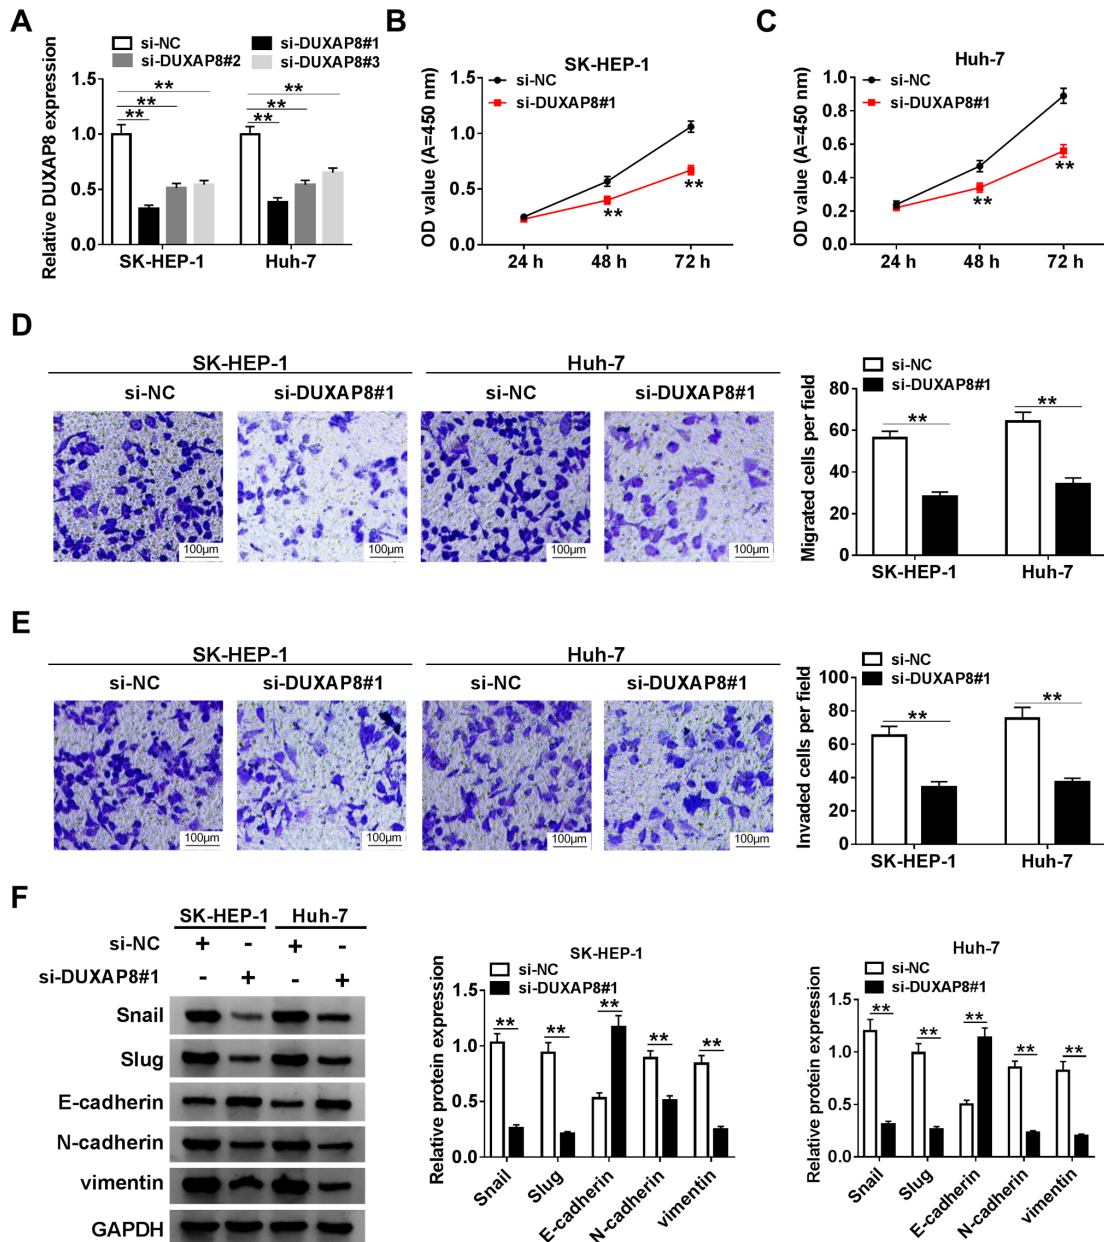 A
si-NC
si-DUXAP8#1
si-DUXAP8#2
si-DUXAP8#3
Relative DUXAP8 expression
1.5
1.0
0.5
0.0
**
**
**
**
**
**
SK-HEP-1
Huh-7
B
SK-HEP-1
si-NC
si-DUXAP8#1
OD value (A=450 nm)
1.5
1.0
0.5
0.0
**
**
24 h
48 h
72 h
C
Huh-7
si-NC
si-DUXAP8#1
OD value (A=450 nm)
1.0
0.8
0.6
0.4
0.2
0.0
**
**
24 h
48 h
72 h
D
SK-HEP-1
Huh-7
si-NC
si-DUXAP8#1
si-NC
si-DUXAP8#1
100μm
100μm
100μm
100μm
si-NC
si-DUXAP8#1
Migrated cells per field
80
60
40
20
0
**
**
SK-HEP-1
Huh-7
E
SK-HEP-1
Huh-7
si-NC
si-DUXAP8#1
si-NC
si-DUXAP8#1
100μm
100μm
100μm
100μm
si-NC
si-DUXAP8#1
Invaded cells per field
100
80
60
40
20
0
**
**
SK-HEP-1
Huh-7
F
SK-HEP-1
Huh-7
si-NC + - + -
si-DUXAP8#1 - + - +
Snail
Slug
E-cadherin
N-cadherin
vimentin
GAPDH
SK-HEP-1
si-NC
si-DUXAP8#1
Relative protein expression
1.5
1.0
0.5
0.0
**
**
**
**
**
Snail
Slug
E-cadherin
N-cadherin
vimentin
Huh-7
si-NC
si-DUXAP8#1
Relative protein expression
1.5
1.0
0.5
0.0
**
**
**
**
**
Snail
Slug
E-cadherin
N-cadherin
vimentin